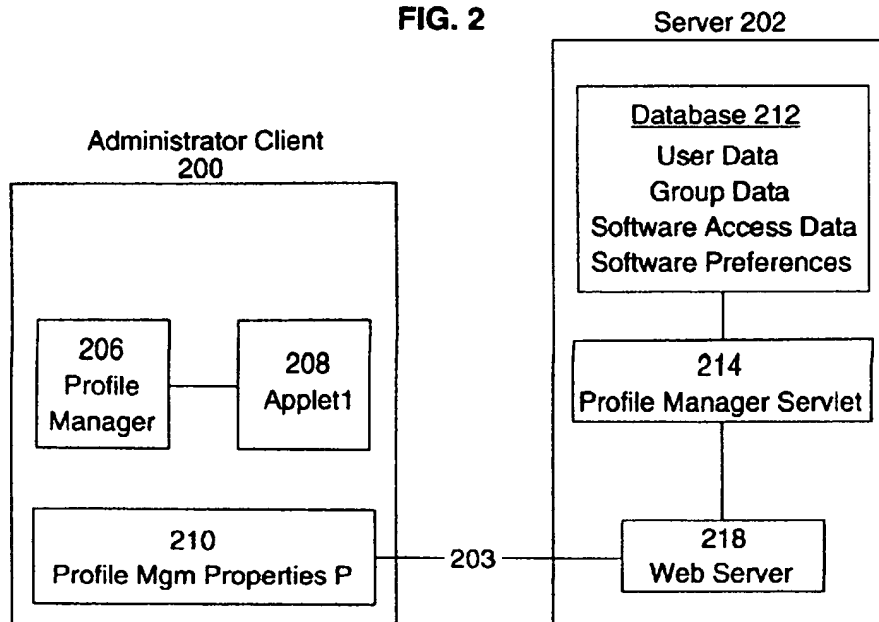 FIG. 2
Server 202
Database 212
User Data
Group Data
Software Access Data
Software Preferences
Administrator Client
200
206
Profile
Manager
208
Applet1
214
Profile Manager Servlet
210
Profile Mgm Properties P
203
218
Web Server